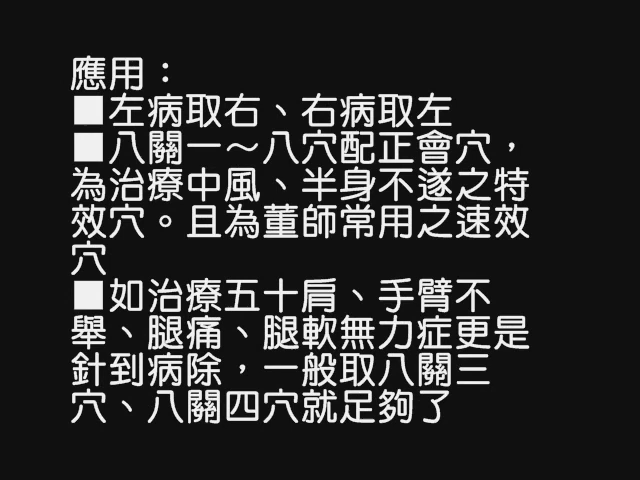 應用：
■左病取右、右病取左
■八關一～八穴配正會穴，
為治療中風、半身不遂之特
效穴。且為董師常用之速效
穴
■如治療五十肩、手臂不
舉、腿痛、腿軟無力症更是
針到病除，一般取八關三
穴、八關四穴就足夠了